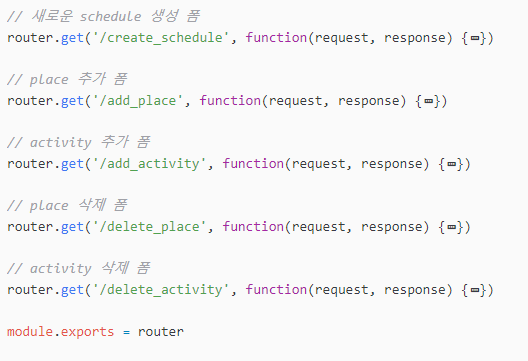 // 새로운 schedule 생성 폼
router.get('/create_schedule', function(request, response) {⋯})
// place 추가 폼
router.get('/add_place', function(request, response) {⋯})
// activity 추가 폼
router.get('/add_activity', function(request, response) {⋯})
// place 삭제 폼
router.get('/delete_place', function(request, response) {⋯})
// activity 삭제 폼
router.get('/delete_activity', function(request, response) {⋯})
module.exports = router